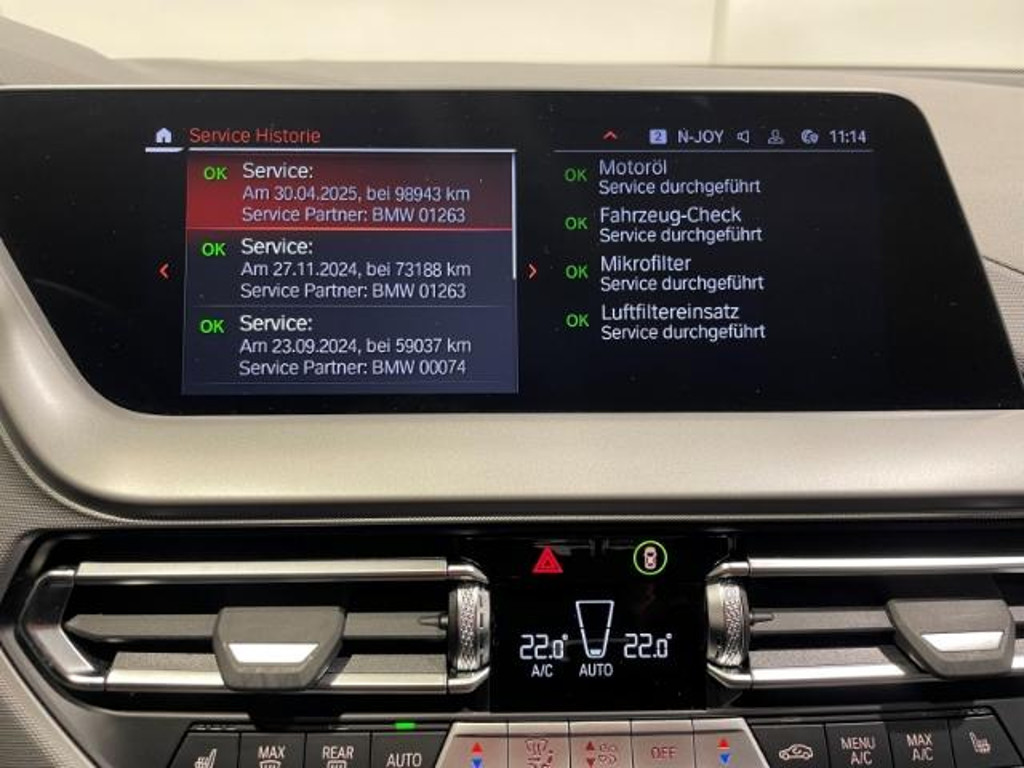 Service Historie
2 N-JOY 11:14
OK Service:
Am 30.04.2025, bei 98943 km
Service Partner: BMW 01263
OK Service:
Am 27.11.2024, bei 73188 km
Service Partner: BMW 01263
OK Service:
Am 23.09.2024, bei 59037 km
Service Partner: BMW 00074
OK Motoröl
Service durchgeführt
OK Fahrzeug-Check
Service durchgeführt
OK Mikrofilter
Service durchgeführt
OK Luftfiltereinsatz
Service durchgeführt
22.0° 22.0°
A/C AUTO
MAX
REAR
AUTO
OFF
MENU
A/C
MAX
A/C